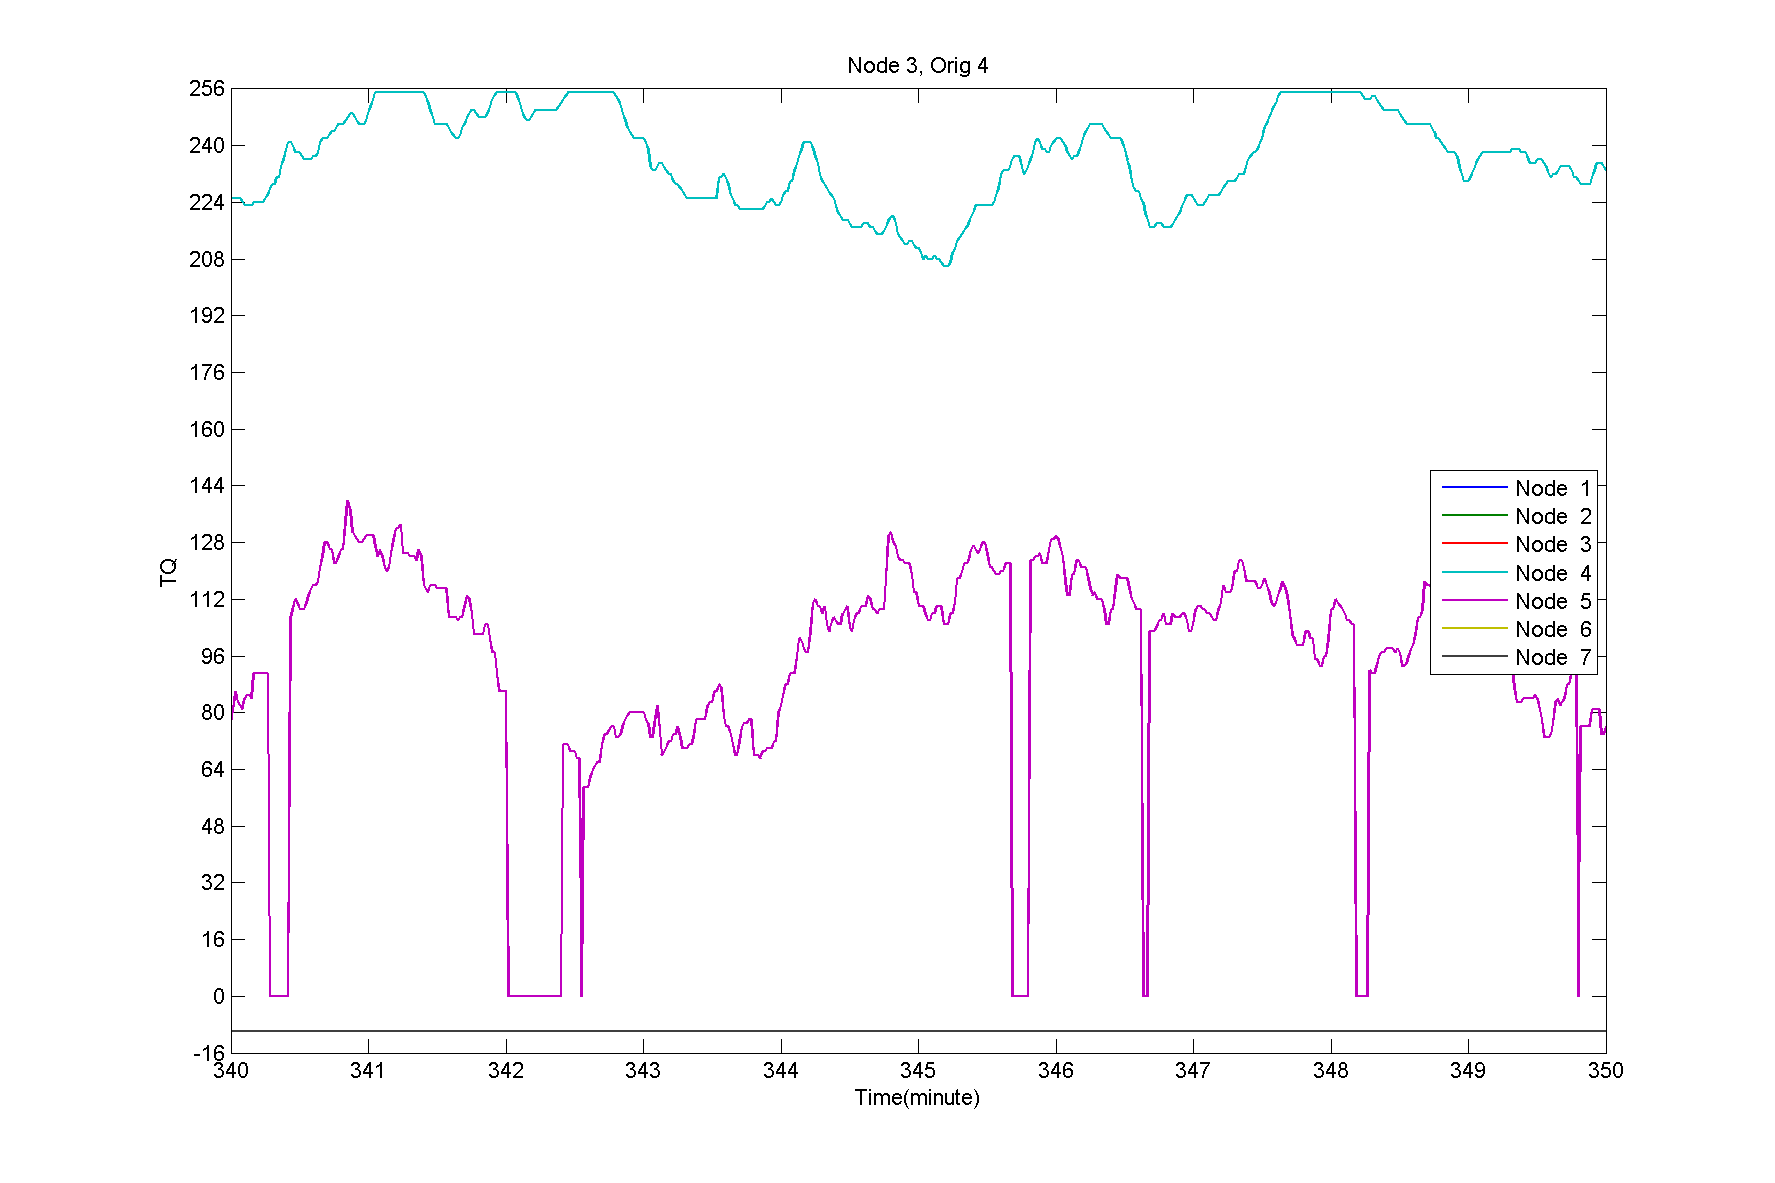 Node 3, Orig 4
256
240
224
208
192
176
160
144
128
112
96
80
64
48
32
16
0
-16
TQ
Node 1
Node 2
Node 3
Node 4
Node 5
Node 6
Node 7
340 341 342 343 344 345 346 347 348 349 350
Time(minute)